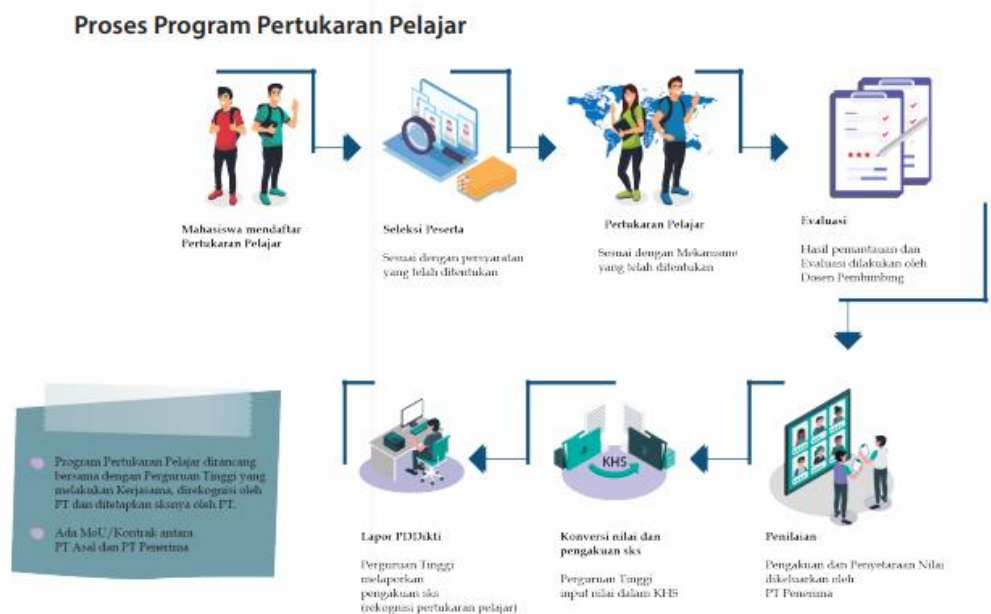 Proses Program Pertukaran Pelajar
Mahasiswa mendaftar
Pertukaran Pelajar
Seleksi Peserta
Sesuai dengan persyaratan
yang telah ditentukan
Pertukaran Pelajar
Sesuai dengan Mekanisme
yang telah ditentukan
Evaluasi
Hasil pemantauan dan
Evaluasi dilakukan oleh
Dosen Pembimbing
Penilaian
Pengakuan dan Penyetaraan Nilai
dikeluarkan oleh
PT Penerima
KHS
Konversi nilai dan
pengakuan sks
Perguruan Tinggi
input nilai dalam KHS
Lapor PDDikti
Perguruan Tinggi
melaporkan
pengakuan sks
(rekognisi pertukaran pelajar)
Program Pertukaran Pelajar dirancang
bersama dengan Perguruan Tinggi yang
melakukan Kerjasama, direkognisi oleh
PT dan ditetapkan sksnya oleh PT.
Ada MoU/Kontrak antara
PT Asal dan PT Penerima